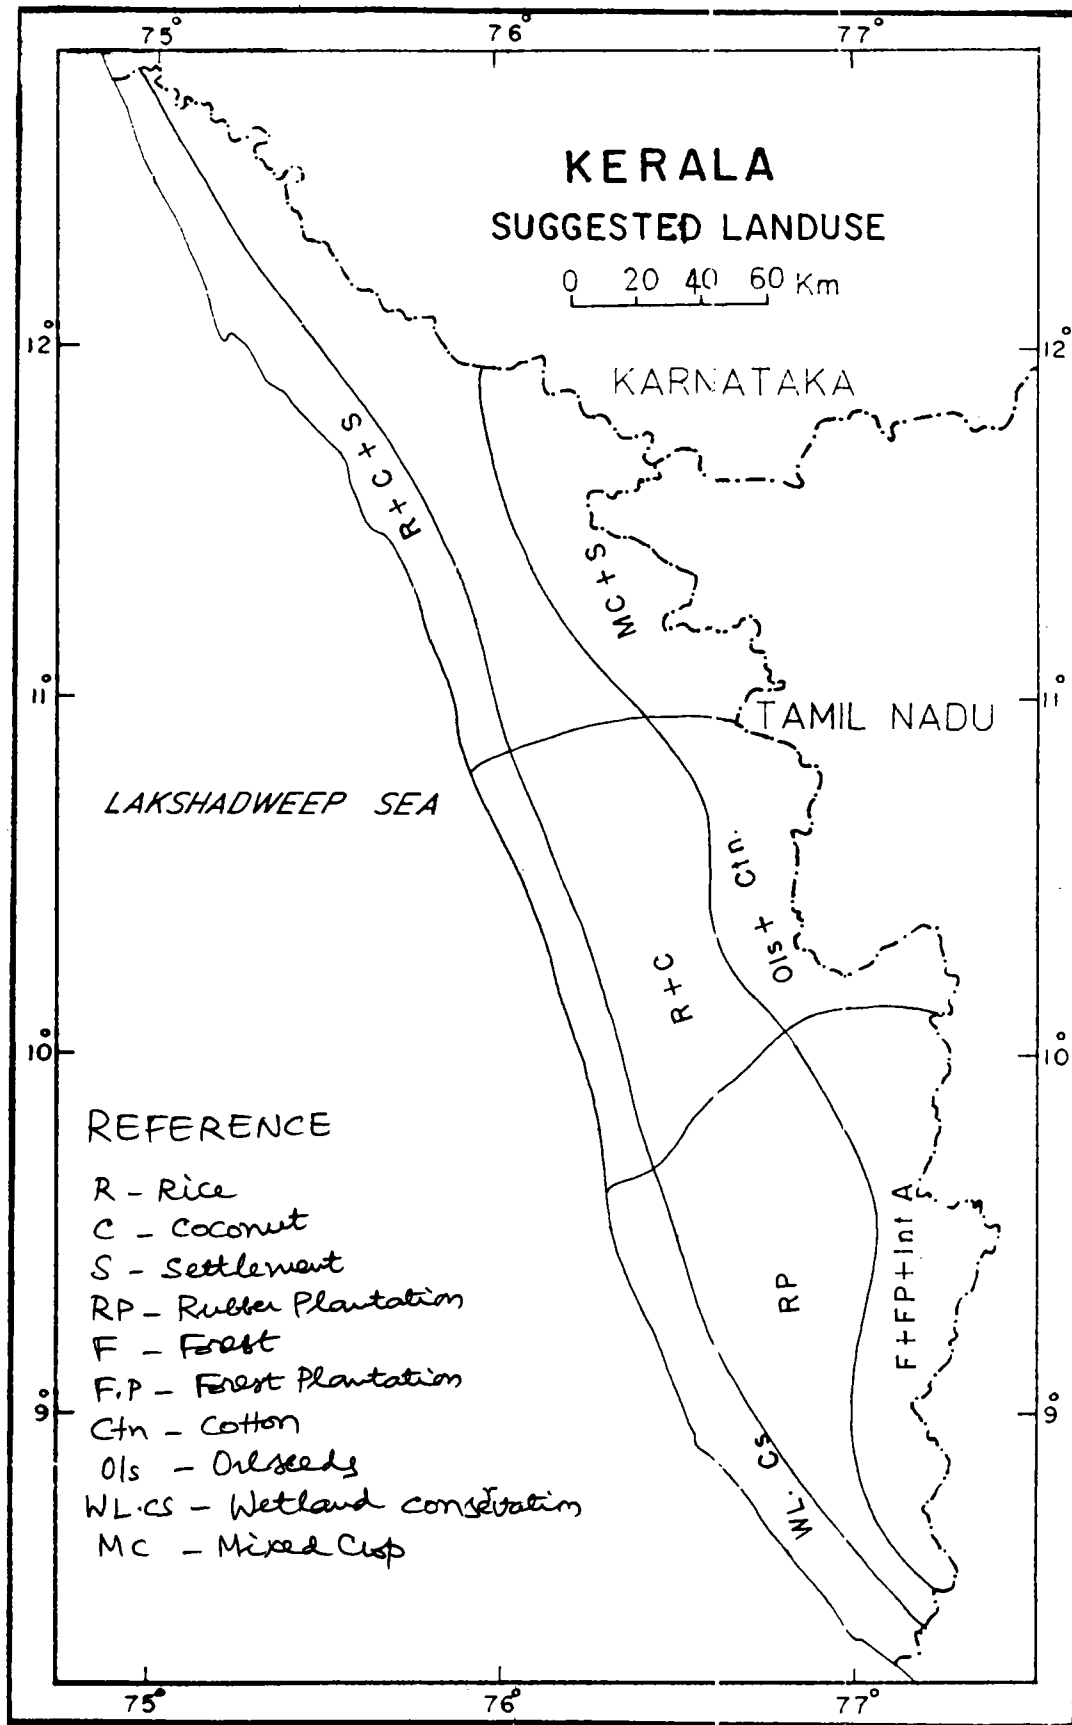 75° 76° 77°
KERALA
SUGGESTED LANDUSE
0 20 40 60 Km
12° 12°
KARNATAKA
R+C+S
MC+S
11° 11°
TAMIL NADU
LAKSHADWEEP SEA
Ols+ Ctn.
R+C
10° 10°
REFERENCE
R - Rice
C - Coconut
S - Settlement
RP - Rubber Plantation
F - Forest
F.P - Forest Plantation
Ctn - Cotton
Ols - Oilseeds
WL.CS - Wetland consevation
MC - Mixed Crop
F+FP+Int A
RP
9° 9°
WL. Cs
75° 76° 77°